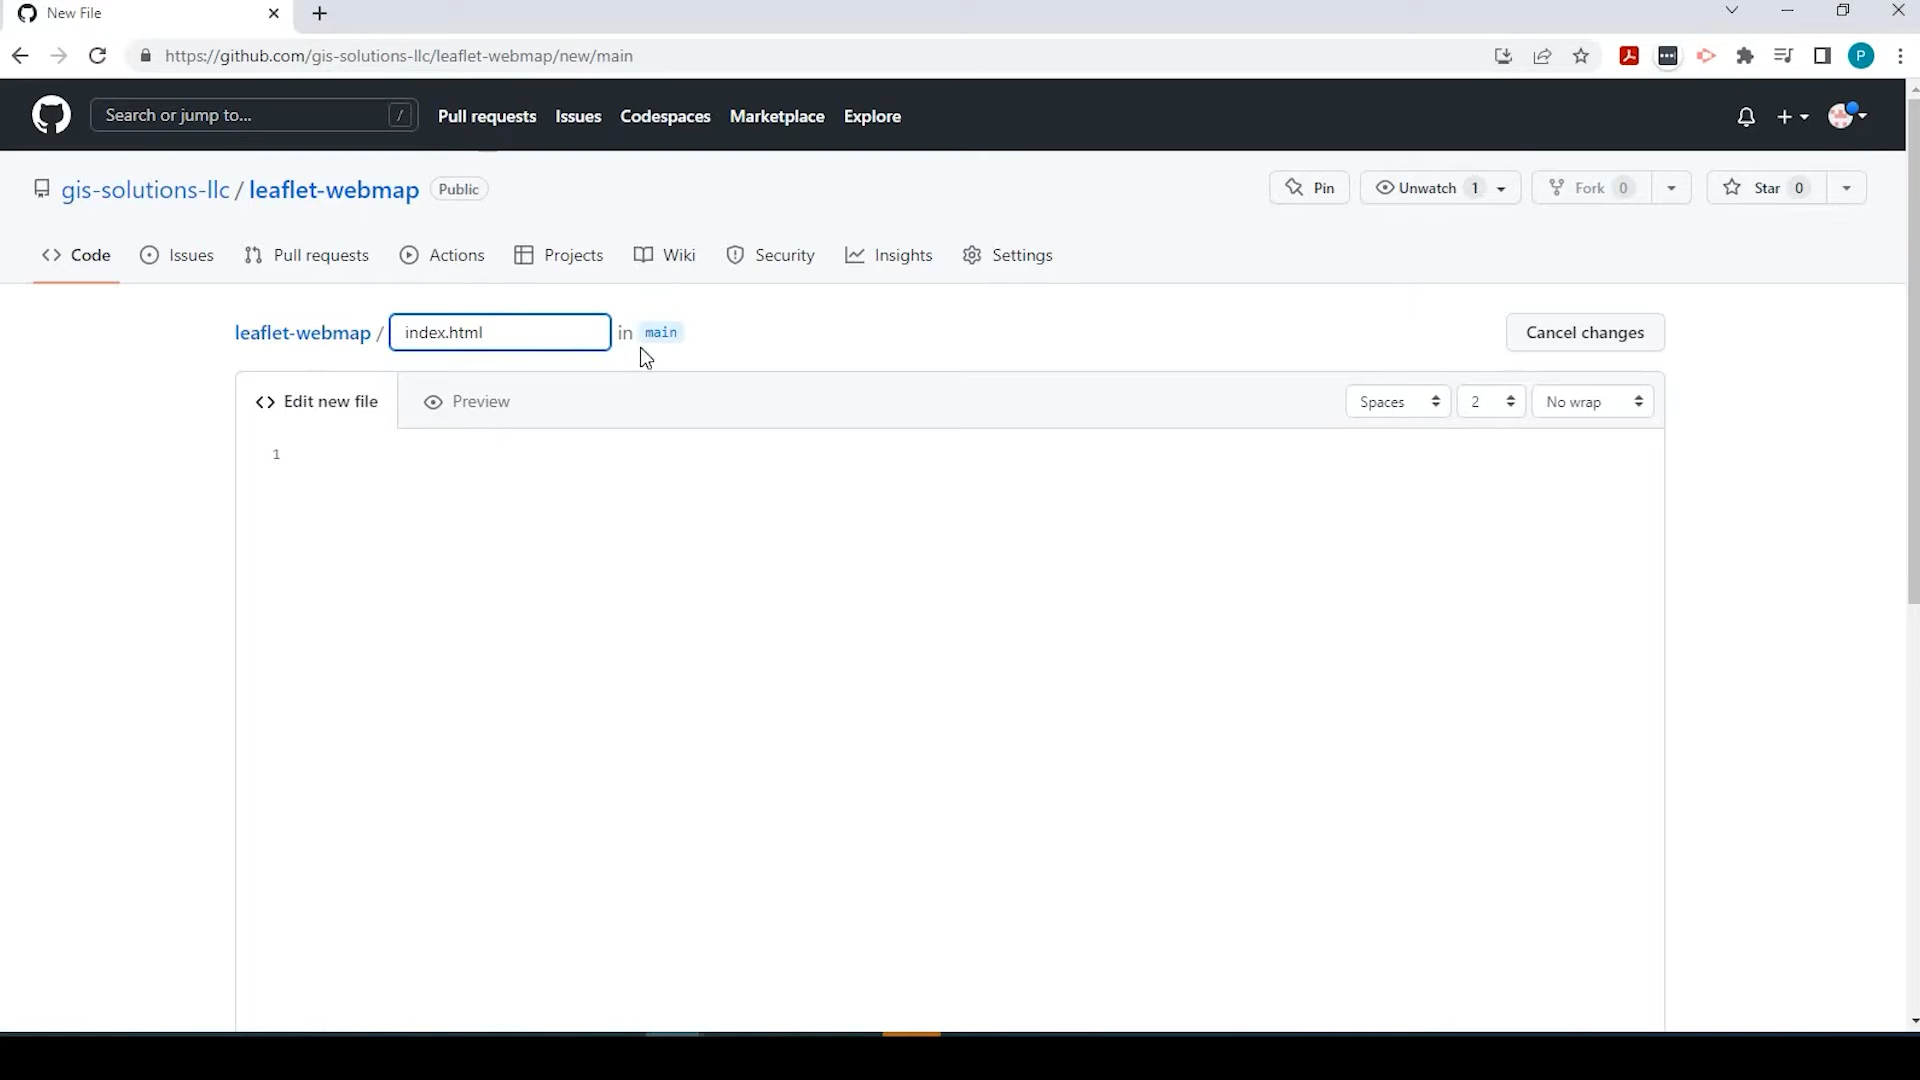 New File
https://github.com/gis-solutions-llc/leaflet-webmap/new/main
P
Search or jump to... /
Pull requests Issues Codespaces Marketplace Explore
gis-solutions-llc / leaflet-webmap Public
Pin Unwatch 1 Fork 0 Star 0
Code Issues Pull requests Actions Projects Wiki Security Insights Settings
leaflet-webmap / index.html in main Cancel changes
Edit new file Preview Spaces 2 No wrap
1